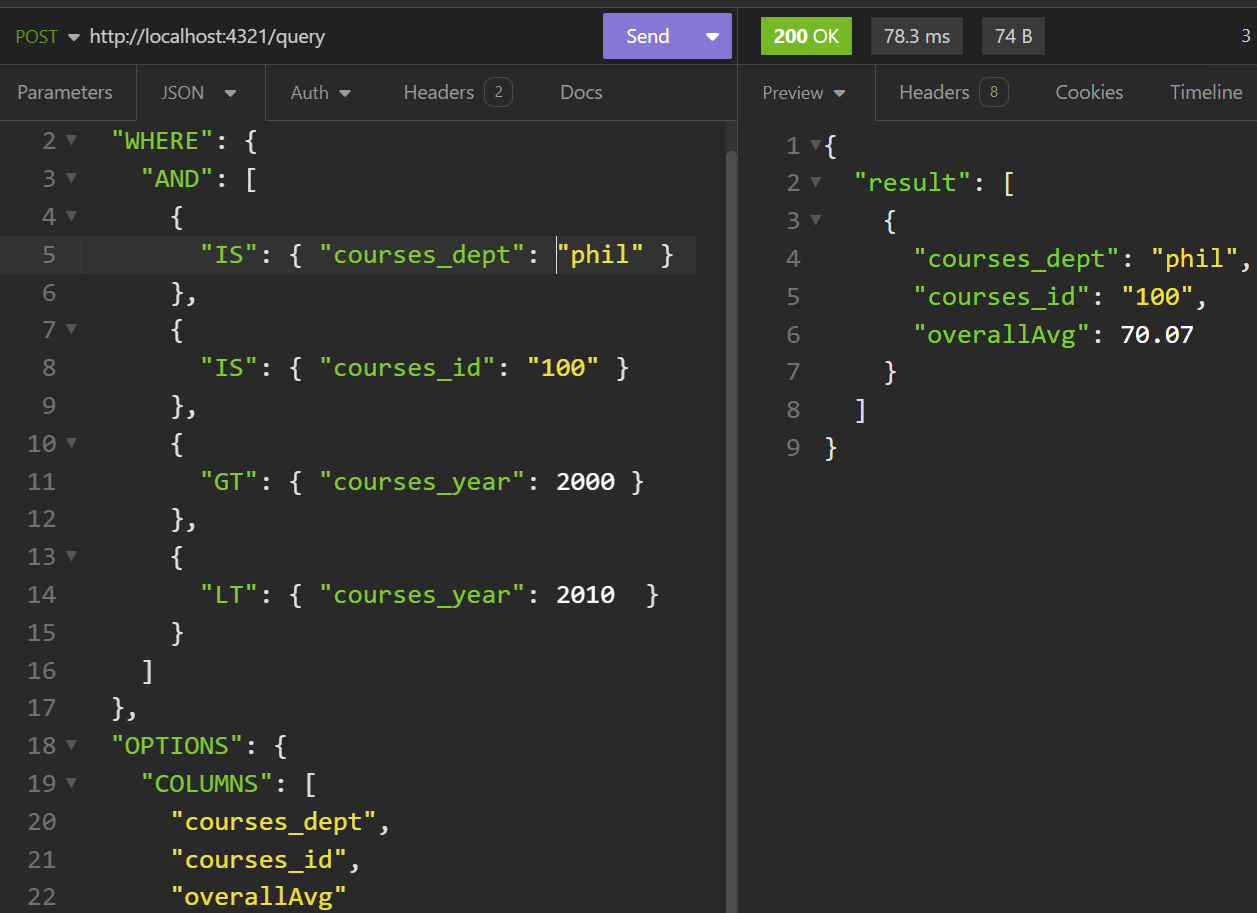 POST http://localhost:4321/query Send 200 OK 78.3 ms 74 B 3
Parameters JSON Auth Headers 2 Docs Preview Headers 8 Cookies Timeline
2 "WHERE": {
3 "AND": [
4 {
5 "IS": { "courses_dept": "phil" }
6 },
7 {
8 "IS": { "courses_id": "100" }
9 },
10 {
11 "GT": { "courses_year": 2000 }
12 },
13 {
14 "LT": { "courses_year": 2010  }
15 }
16 ]
17 },
18 "OPTIONS": {
19 "COLUMNS": [
20 "courses_dept",
21 "courses_id",
22 "overallAvg"
1 {
2 "result": [
3 {
4 "courses_dept": "phil",
5 "courses_id": "100",
6 "overallAvg": 70.07
7 }
8 ]
9 }